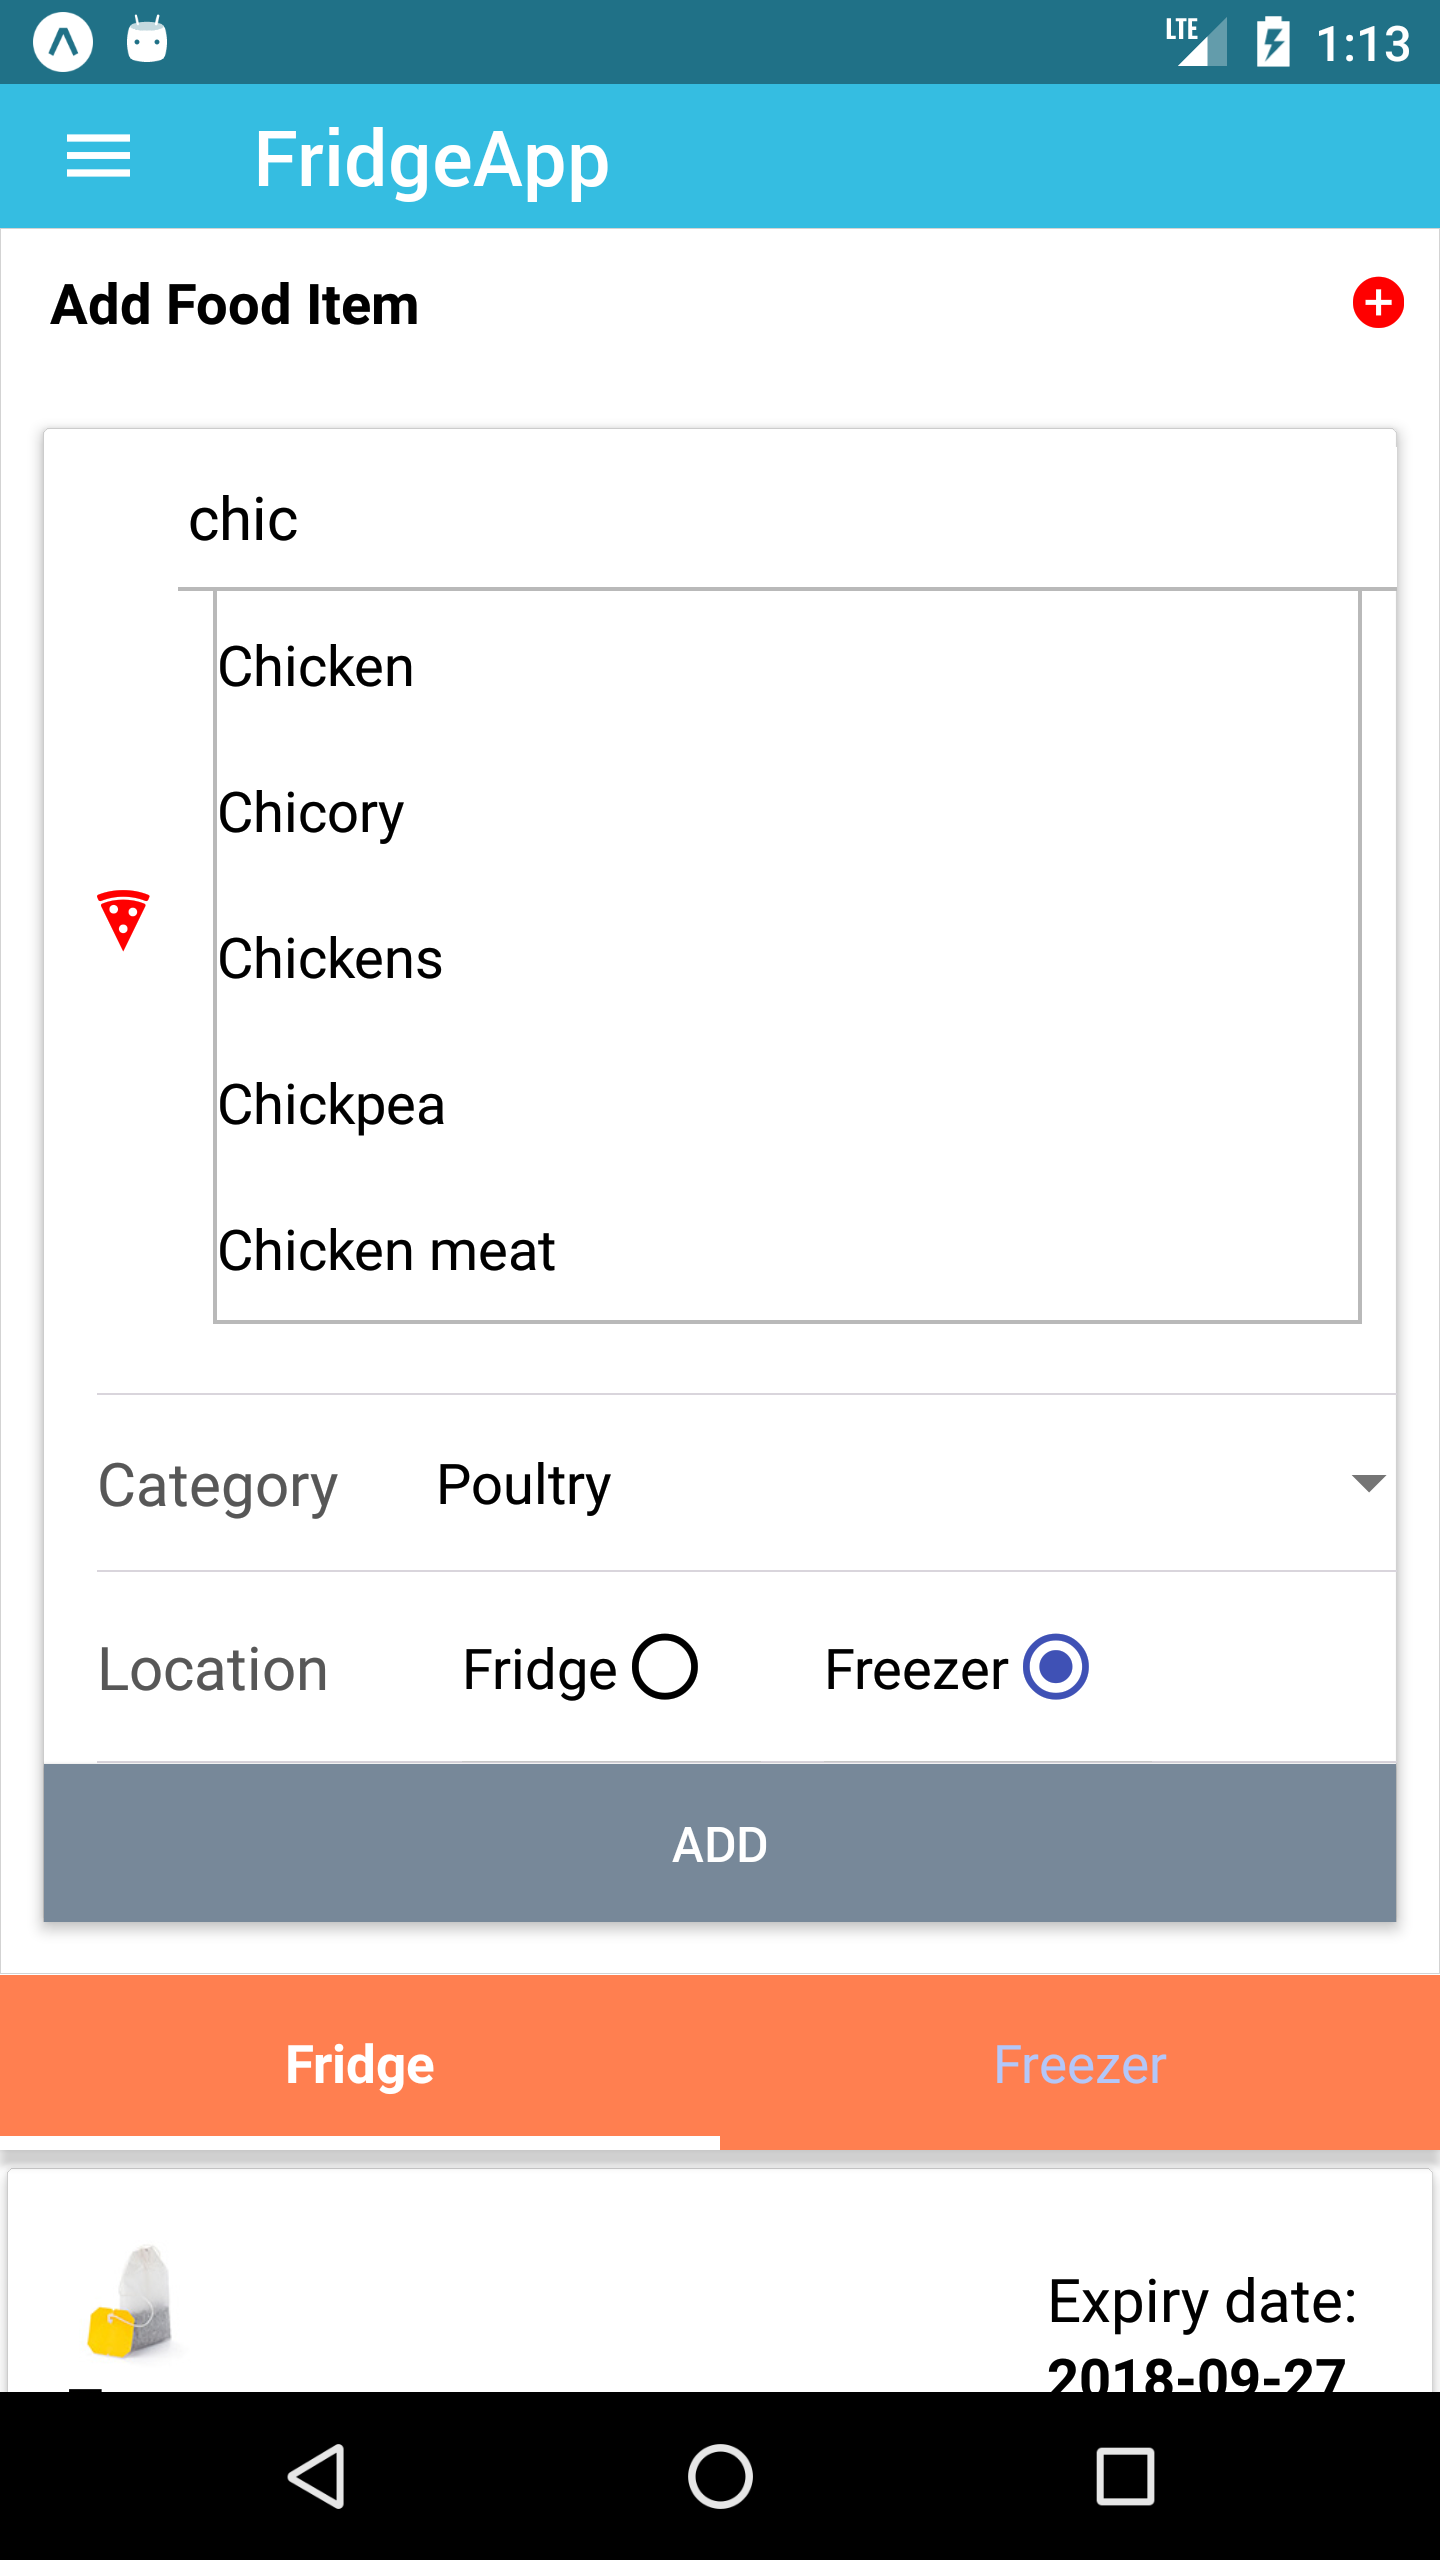 LTE 1:13
FridgeApp
Add Food Item
chic
Chicken
Chicory
Chickens
Chickpea
Chicken meat
Category Poultry
Location Fridge Freezer
ADD
Fridge Freezer
Expiry date:
2018-09-27